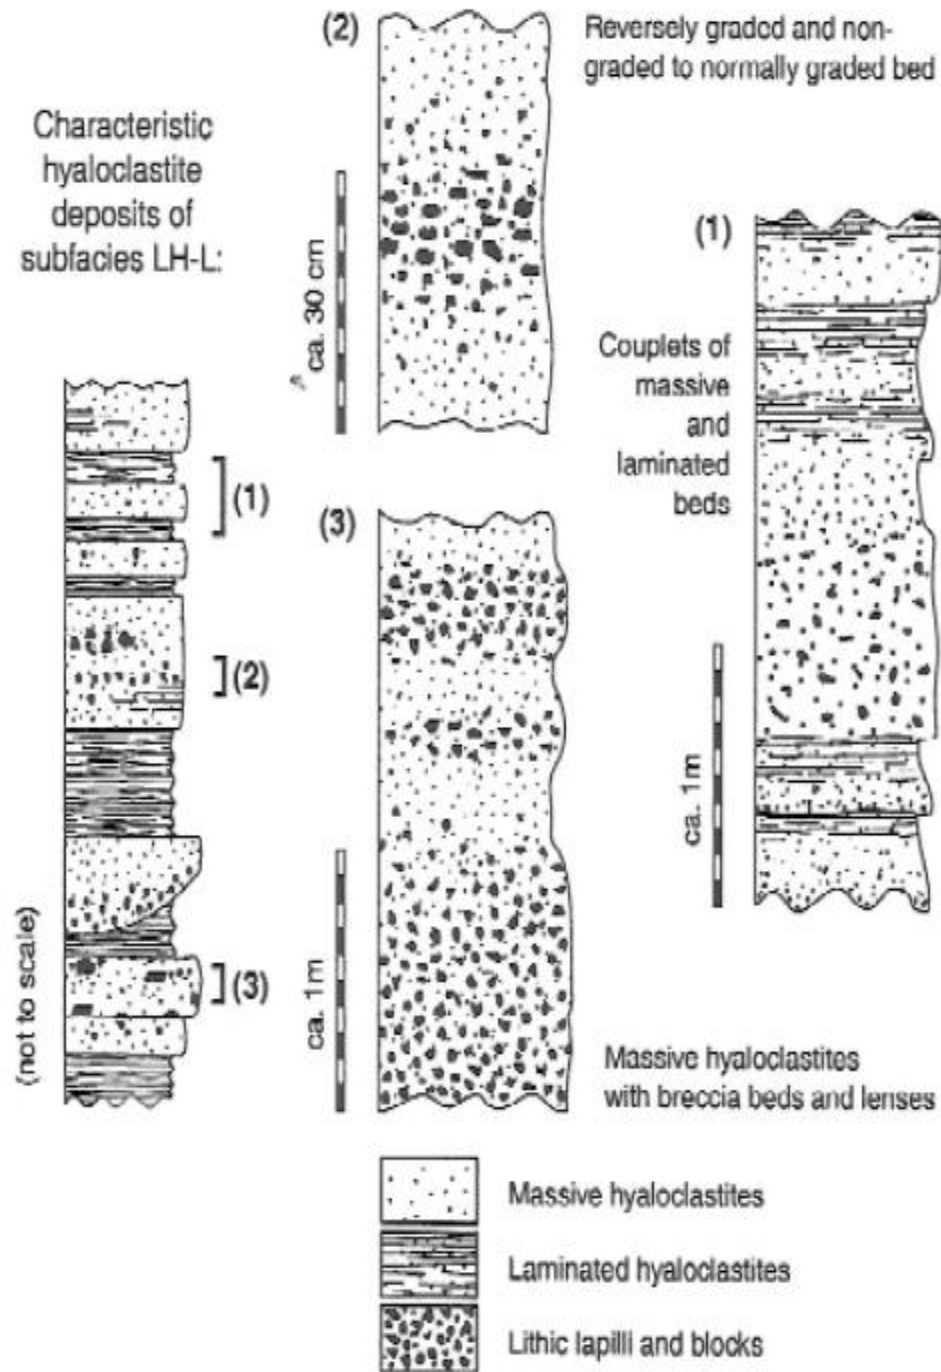 (2)
Reversely graded and non-
graded to normally graded bed
Characteristic
hyaloclastite
deposits of
subfacies LH-L:
ca. 30 cm
(1)
Couplets of
massive
and
laminated
beds
ca. 1m
(1)
(2)
(3)
(not to scale)
(3)
ca. 1m
Massive hyaloclastites
with breccia beds and lenses
Massive hyaloclastites
Laminated hyaloclastites
Lithic lapilli and blocks